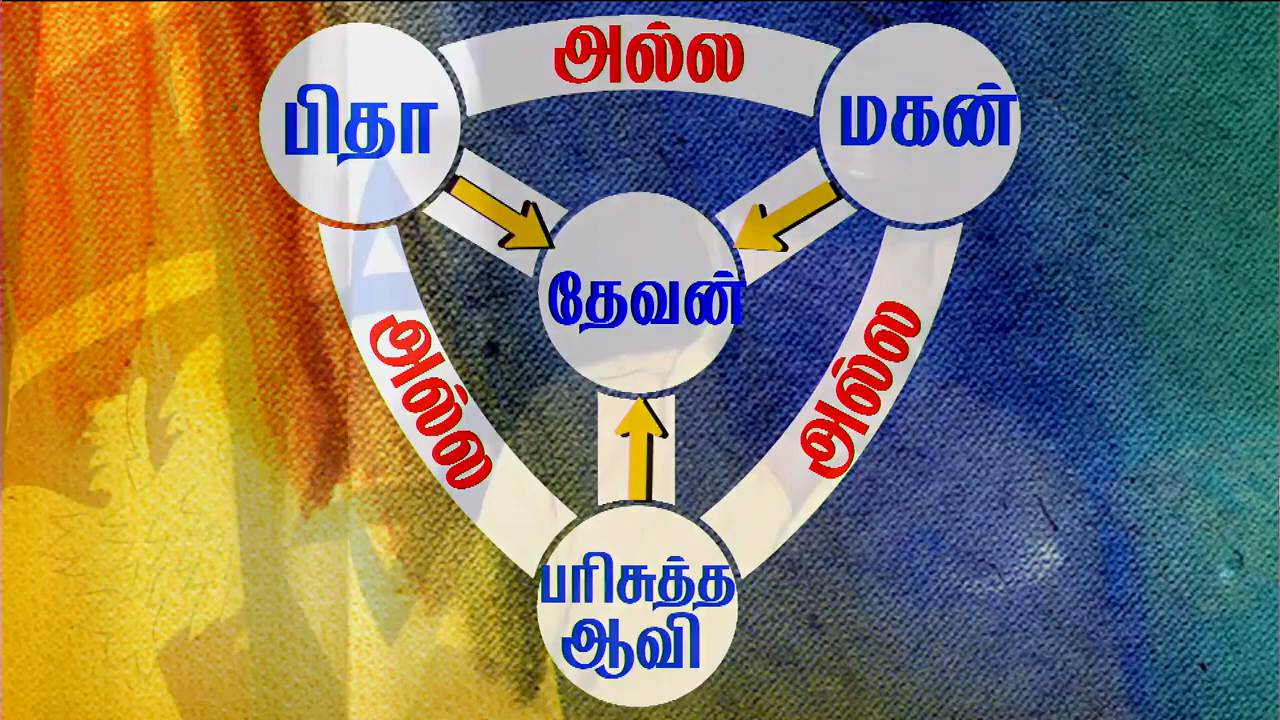 அல்ல
பிதா
மகன்
தேவன்
அல்ல
அல்ல
பரிசுத்த
ஆவி